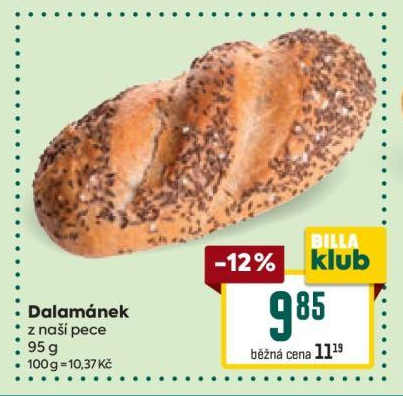 -12%
BILLA
klub
9 85
běžná cena 11 19
Dalamánek
z naší pece
95 g
100 g = 10,37 Kč